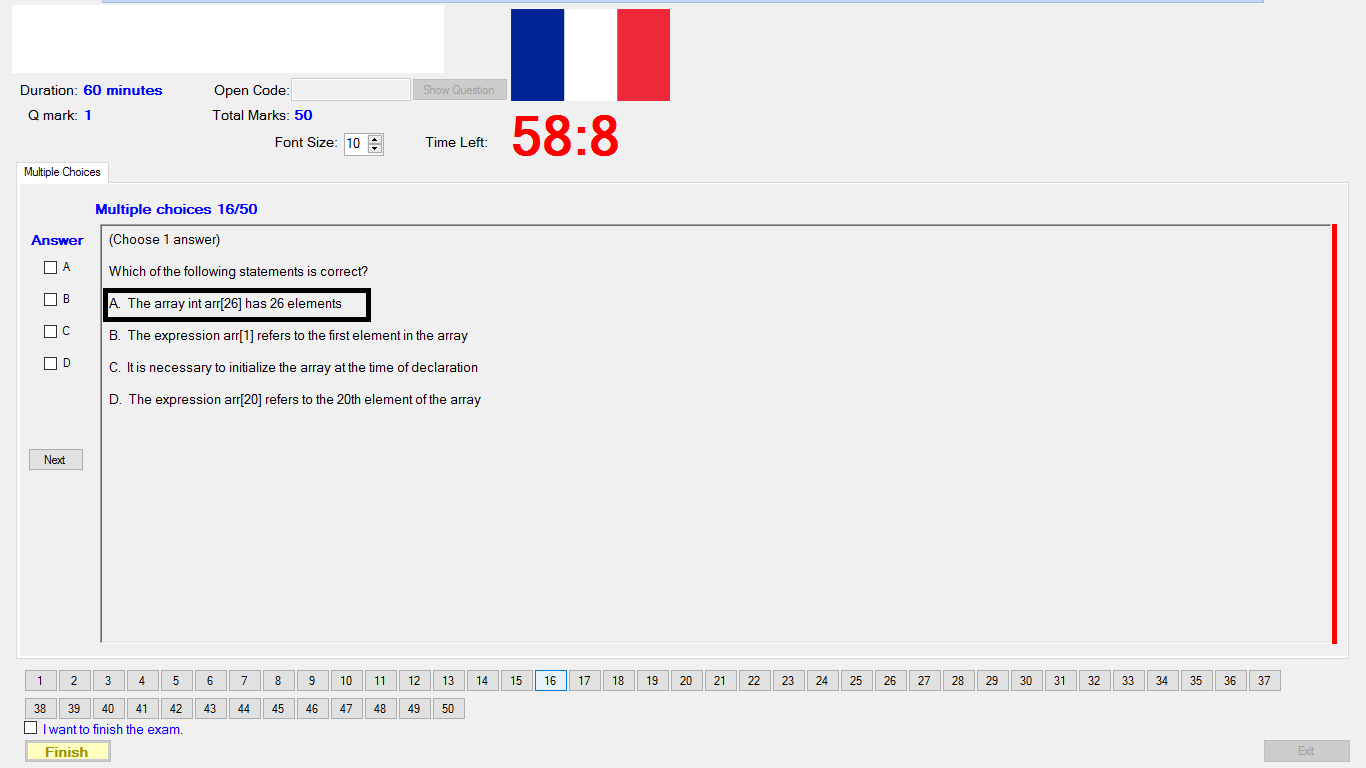 Duration: 60 minutes
Open Code:
Show Question
Q mark: 1
Total Marks: 50
Font Size: 10
Time Left: 58:8
Multiple Choices
Multiple choices 16/50
Answer
A
B
C
D
Next
(Choose 1 answer)
Which of the following statements is correct?
A. The array int arr[26] has 26 elements
B. The expression arr[1] refers to the first element in the array
C. It is necessary to initialize the array at the time of declaration
D. The expression arr[20] refers to the 20th element of the array
1 2 3 4 5 6 7 8 9 10 11 12 13 14 15 16 17 18 19 20 21 22 23 24 25 26 27 28 29 30 31 32 33 34 35 36 37
38 39 40 41 42 43 44 45 46 47 48 49 50
I want to finish the exam.
Finish
Exit